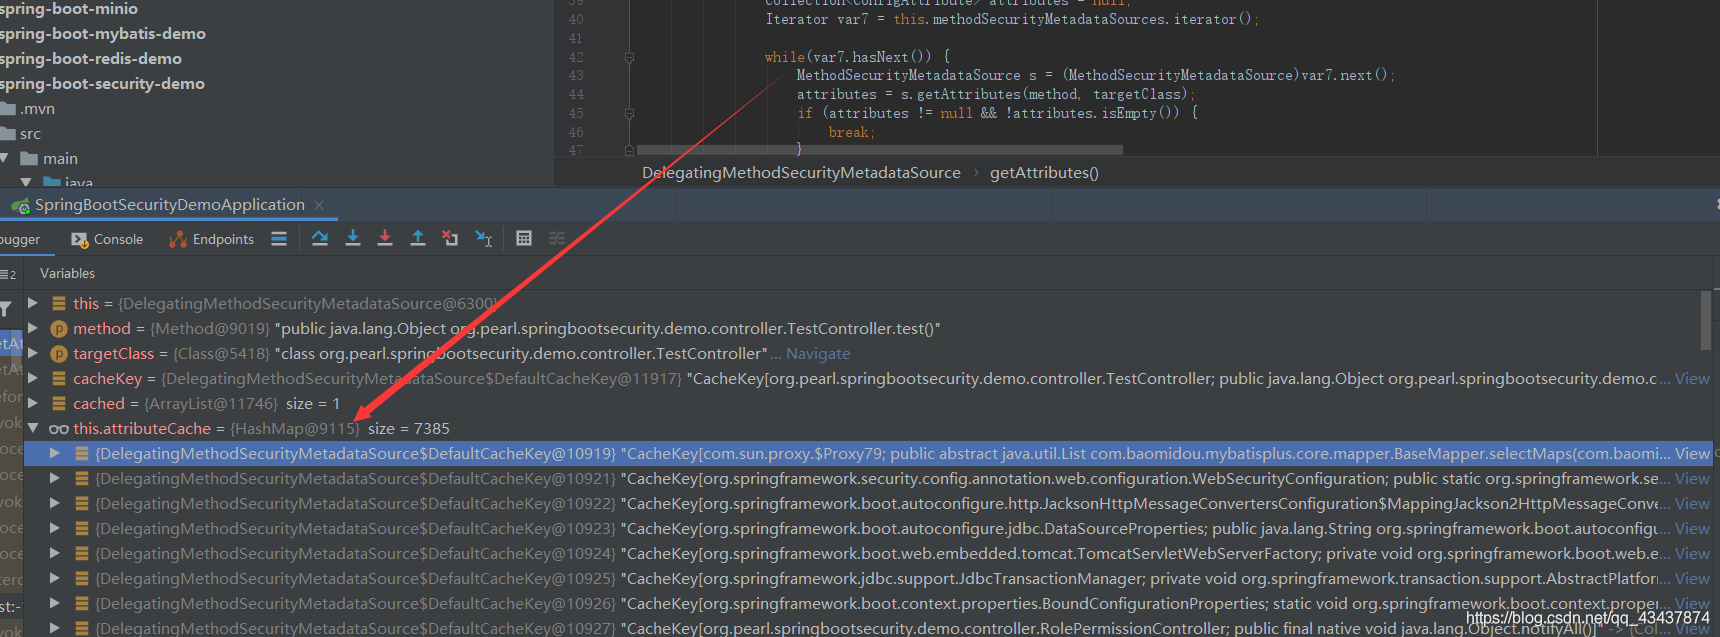 spring-boot-minio
spring-boot-mybatis-demo
spring-boot-redis-demo
spring-boot-security-demo
.mvn
src
main
java
39 Collection<ConfigAttribute> attributes = null;
40 Iterator var7 = this.methodSecurityMetadataSources.iterator();
41
42 while(var7.hasNext()) {
43 MethodSecurityMetadataSource s = (MethodSecurityMetadataSource)var7.next();
44 attributes = s.getAttributes(method, targetClass);
45 if (attributes != null && !attributes.isEmpty()) {
46 break;
47 }
DelegatingMethodSecurityMetadataSource › getAttributes()
SpringBootSecurityDemoApplication ×
ougger Console Endpoints
2 Variables
this = {DelegatingMethodSecurityMetadataSource@6300}
method = {Method@9019} "public java.lang.Object org.pearl.springbootsecurity.demo.controller.TestController.test()"
targetClass = {Class@5418} "class org.pearl.springbootsecurity.demo.controller.TestController" ... Navigate
cacheKey = {DelegatingMethodSecurityMetadataSource$DefaultCacheKey@11917} "CacheKey[org.pearl.springbootsecurity.demo.controller.TestController; public java.lang.Object org.pearl.springbootsecurity.demo.c... View
cached = {ArrayList@11746} size = 1
this.attributeCache = {HashMap@9115} size = 7385
{DelegatingMethodSecurityMetadataSource$DefaultCacheKey@10919} "CacheKey[com.sun.proxy.$Proxy79; public abstract java.util.List com.baomidou.mybatisplus.core.mapper.BaseMapper.selectMaps(com.baomi... View
{DelegatingMethodSecurityMetadataSource$DefaultCacheKey@10921} "CacheKey[org.springframework.security.config.annotation.web.configuration.WebSecurityConfiguration; public static org.springframework.se... View
{DelegatingMethodSecurityMetadataSource$DefaultCacheKey@10922} "CacheKey[org.springframework.boot.autoconfigure.http.JacksonHttpMessageConvertersConfiguration$MappingJackson2HttpMessageConve... View
{DelegatingMethodSecurityMetadataSource$DefaultCacheKey@10923} "CacheKey[org.springframework.boot.autoconfigure.jdbc.DataSourceProperties; public java.lang.String org.springframework.boot.autoconfigu... View
{DelegatingMethodSecurityMetadataSource$DefaultCacheKey@10924} "CacheKey[org.springframework.boot.web.embedded.tomcat.TomcatServletWebServerFactory; private void org.springframework.boot.web.e... View
{DelegatingMethodSecurityMetadataSource$DefaultCacheKey@10925} "CacheKey[org.springframework.jdbc.support.JdbcTransactionManager; private void org.springframework.transaction.support.AbstractPlatfor... View
{DelegatingMethodSecurityMetadataSource$DefaultCacheKey@10926} "CacheKey[org.springframework.boot.context.properties.BoundConfigurationProperties; static void org.springframework.boot.context.proper... View
{DelegatingMethodSecurityMetadataSource$DefaultCacheKey@10927} "CacheKey[org.pearl.springbootsecurity.demo.controller.RolePermissionController; public final native void java.lang.Object.notifyAll()] -> {Col... View
https://blog.csdn.net/qq_43437874